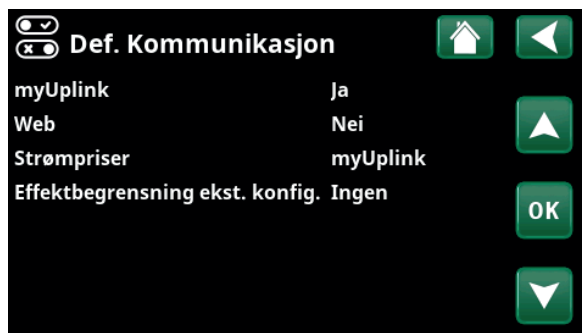 Def. Kommunikasjon
myUplink Ja
Web Nei
Strømpriser myUplink
Effektbegrensning ekst. konfig. Ingen
OK